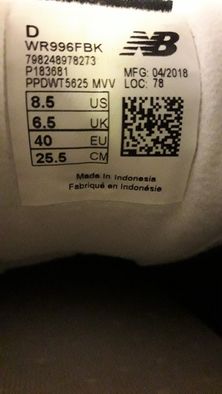 D
WR996FBK
798248978273
P183681
PPDWT5625 MVV
NB
MFG: 04/2018
LOC: 78
8.5 US
6.5 UK
40 EU
25.5 CM
Made In Indonesia
Fabriqué en Indonésie